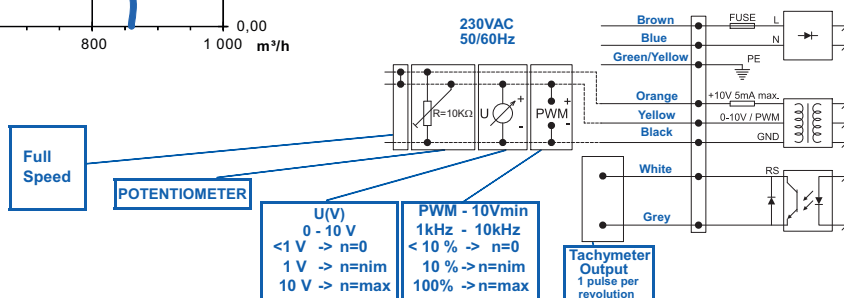 0,00
800
1 000
m³/h
230VAC
50/60Hz
Brown
FUSE
L
Blue
N
Green/Yellow
PE
Orange
+10V 5mA max.
Yellow
0-10V / PWM
Black
GND
R=10KΩ
U
+
-
PWM
+
-
White
RS
Grey
Full
Speed
POTENTIOMETER
U(V)
0 - 10 V
<1 V -> n=0
1 V -> n=nim
10 V -> n=max
PWM - 10Vmin
1kHz - 10kHz
< 10 % -> n=0
10 % -> n=nim
100% -> n=max
Tachymeter
Output
1 pulse per
revolution